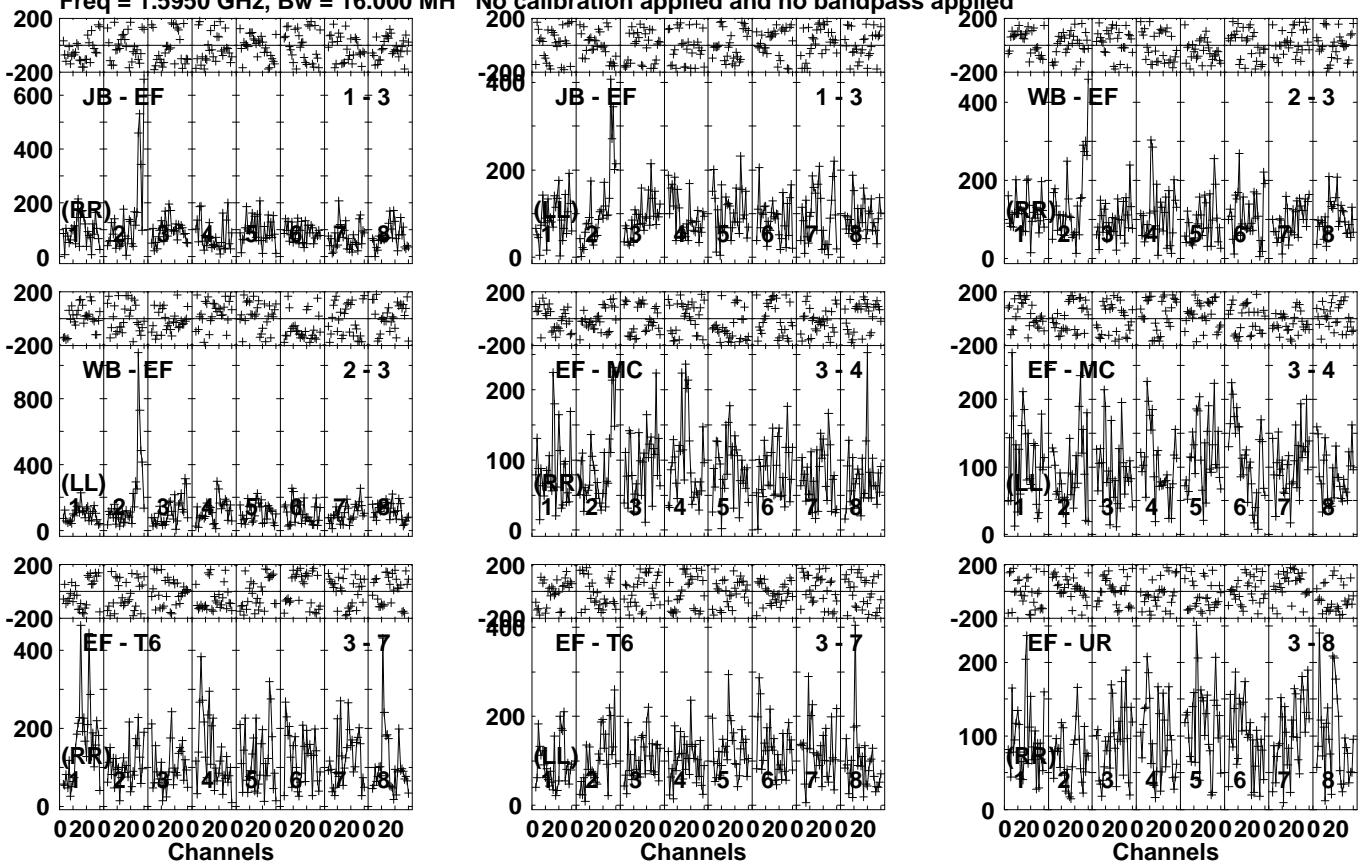 Freq = 1.5950 GHz, Bw = 16.000 MH No calibration applied and no bandpass applied
200
-200
600
400
200
0
JB - EF 1 - 3
(RR)
1 2 3 4 5 6 7 8
200
-200
400
200
0
JB - EF 1 - 3
(LL)
1 2 3 4 5 6 7 8
200
-200
400
200
0
WB - EF 2 - 3
(RR)
1 2 3 4 5 6 7 8
200
-200
800
400
0
WB - EF 2 - 3
(LL)
1 2 3 4 5 6 7 8
200
-200
200
100
0
EF - MC 3 - 4
(RR)
1 2 3 4 5 6 7 8
200
-200
200
100
0
EF - MC 3 - 4
(LL)
1 2 3 4 5 6 7 8
200
-200
400
200
0
EF - T6 3 - 7
(RR)
1 2 3 4 5 6 7 8
0 20 0 20 0 20 0 20 0 20 0 20 0 20 0 20
Channels
200
-200
400
200
0
EF - T6 3 - 7
(LL)
1 2 3 4 5 6 7 8
0 20 0 20 0 20 0 20 0 20 0 20 0 20 0 20
Channels
200
-200
200
100
0
EF - UR 3 - 8
(RR)
1 2 3 4 5 6 7 8
0 20 0 20 0 20 0 20 0 20 0 20 0 20 0 20
Channels